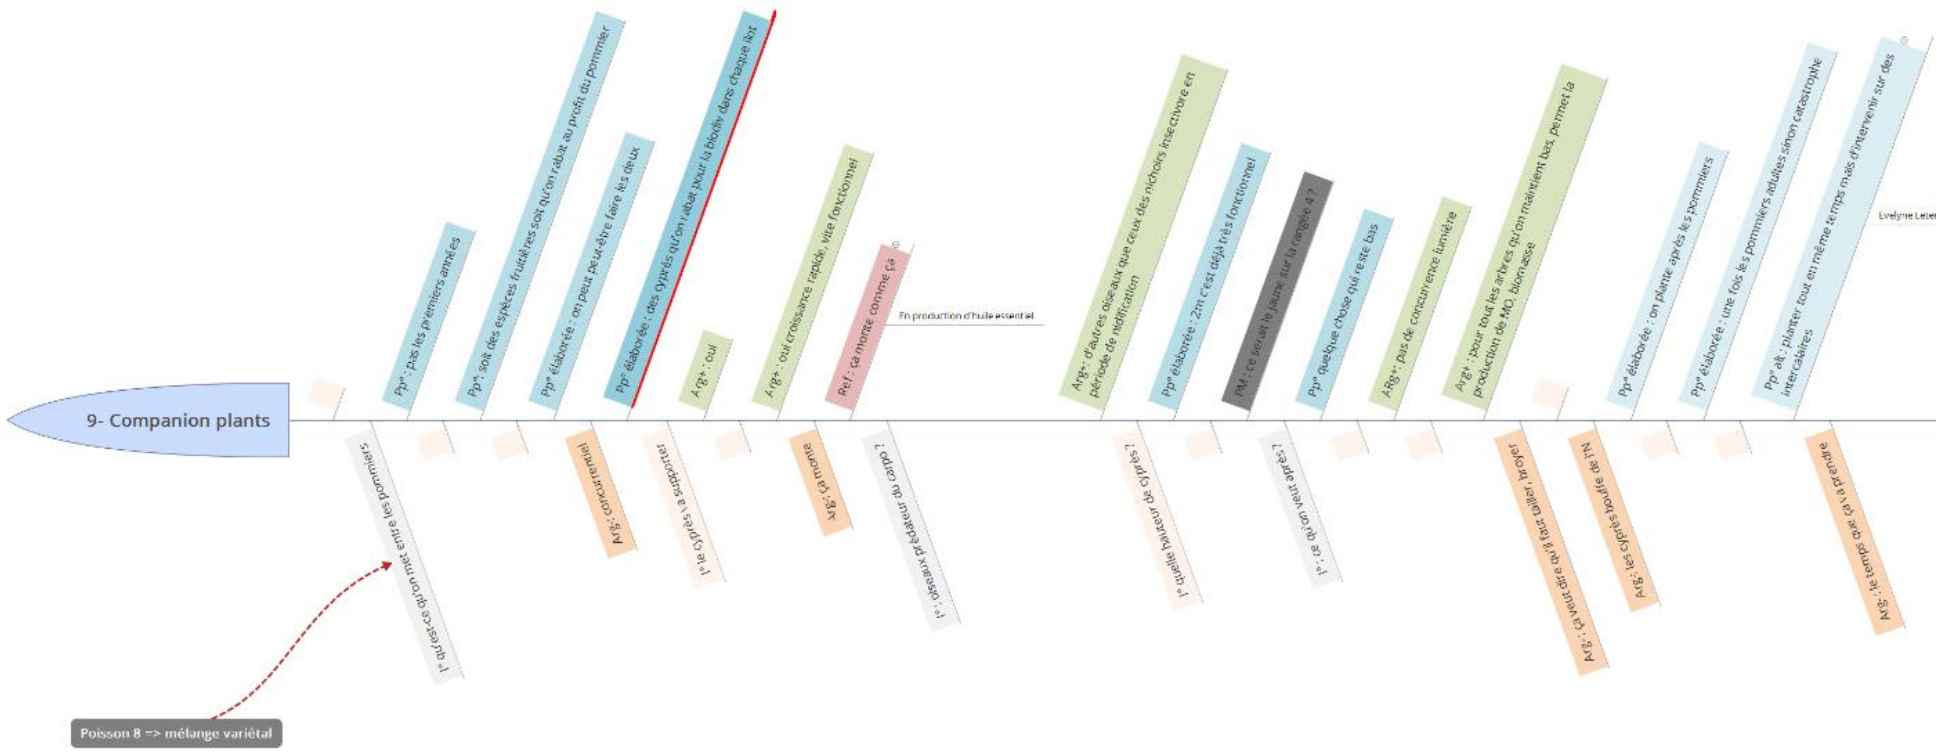 9- Companion plants
Poisson 8 => mélange variétal
I° qu'est-ce qu'on met entre les pommiers
Pp° : pas les premiers années
Pp°: soit des espèces fruitières soit qu'on rabat au profit du pommier
Pp° élaborée : on peut peut-être faire les deux
Arg-: concurrentiel
Pp° élaborée : des cyprès qu'on rabat pour la biodiv dans chaque ilot
I° le cyprès va supporter
Arg+ : oui
Arg+ : oui croissance rapide, vite fonctionnel
Arg-: ça monte
Ref : ça monte comme ça
En production d'huile essentiel
I° : oiseaux prédateur du carpo ?
Arg+: d'autres oiseaux que ceux des nichoirs insectivore en
période de nidification
I° quelle hauteur de cyprès ?
Pp° élaborée : 2m c'est déjà très fonctionnel
PM : ce serait le jaune sur la rangée 4 ?
I° : ce qu'on veut après ?
Pp° quelque chose qui reste bas
ARg+: pas de concurrence lumière
Arg+ : pour tout les arbres qu'on maintient bas, permet la
production de MO, biomasse
Arg-: ça veut dire qu'il faut tailler, broyer
Arg-: les cyprès bouffe de l'N
Pp° élaborée : on plante après les pommiers
Pp° élaborée : une fois les pommiers adultes sinon catastrophe
Pp° alt : planter tout en même temps mais d'intervenir sur des
intercalaires
Arg- : le temps que ça va prendre
Evelyne Leter